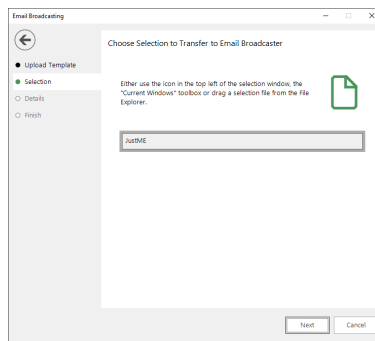 Email Broadcasting
Choose Selection to Transfer to Email Broadcaster
Upload Template
Selection
Details
Finish
Either use the icon in the top left of the selection window, the
"Current Windows" toolbox or drag a selection file from the File
Explorer.
JustME
Next
Cancel